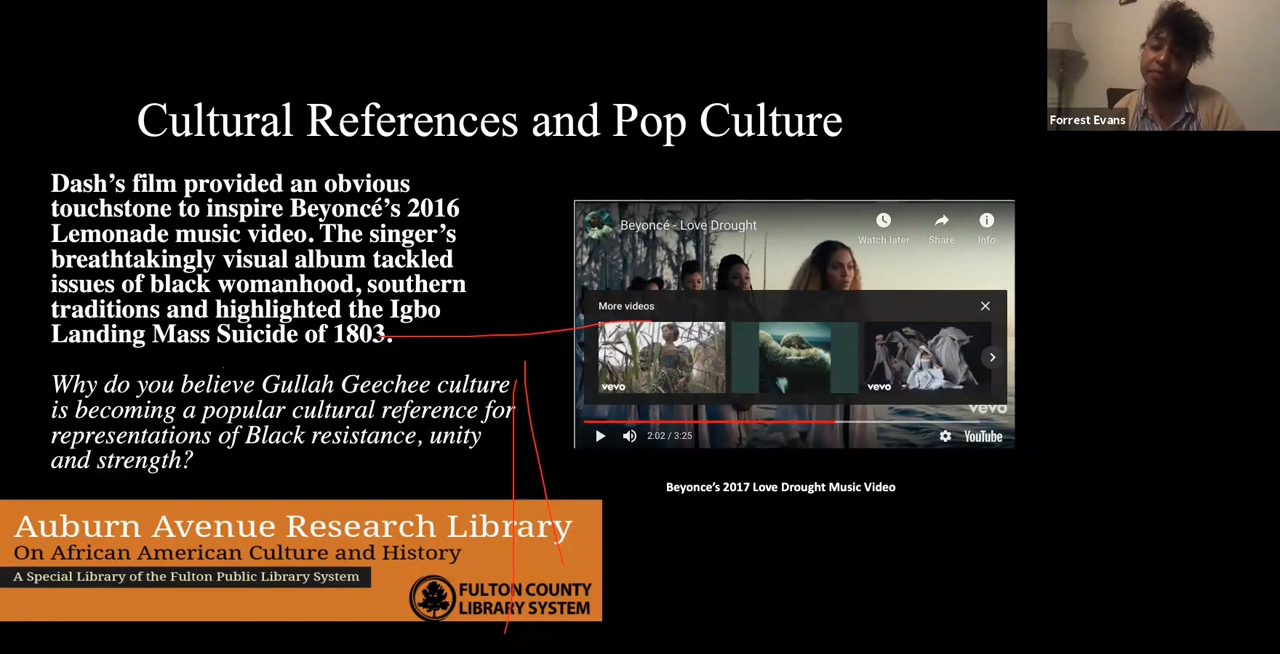 Cultural References and Pop Culture
Forrest Evans
Dash's film provided an obvious
touchstone to inspire Beyoncé's 2016
Lemonade music video. The singer's
breathtakingly visual album tackled
issues of black womanhood, southern
traditions and highlighted the Igbo
Landing Mass Suicide of 1803.
Why do you believe Gullah Geechee culture
is becoming a popular cultural reference for
representations of Black resistance, unity
and strength?
Beyoncé - Love Drought
Watch later
Share
Info
More videos
vevo
vevo
vevo
2:02 / 3:25
YouTube
Beyonce's 2017 Love Drought Music Video
Auburn Avenue Research Library
On African American Culture and History
A Special Library of the Fulton Public Library System
FULTON COUNTY
LIBRARY SYSTEM